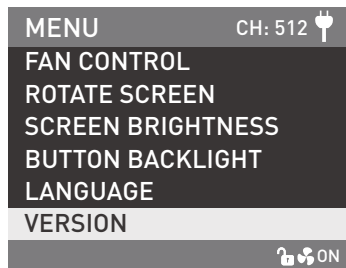 MENU CH: 512
FAN CONTROL
ROTATE SCREEN
SCREEN BRIGHTNESS
BUTTON BACKLIGHT
LANGUAGE
VERSION
ON